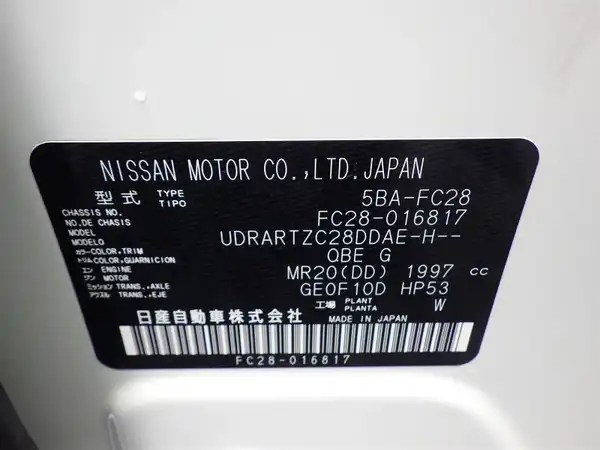 NISSAN MOTOR CO.,LTD.JAPAN
型式 TYPE TIPO 5BA-FC28
CHASSIS NO. NO.DE CHASIS FC28-016817
MODEL MODELO UDRARTZC28DDAE-H--
カラー COLOR,TRIM トリム COLOR,GUARNICION QBE G
エン ENGINE ジン MOTOR MR20(DD) 1997 cc
ミッション TRANS.,AXLE アクスル TRANS.,EJE GE0F10D HP53
工場 PLANT PLANTA W
日産自動車株式会社 MADE IN JAPAN
FC28-016817